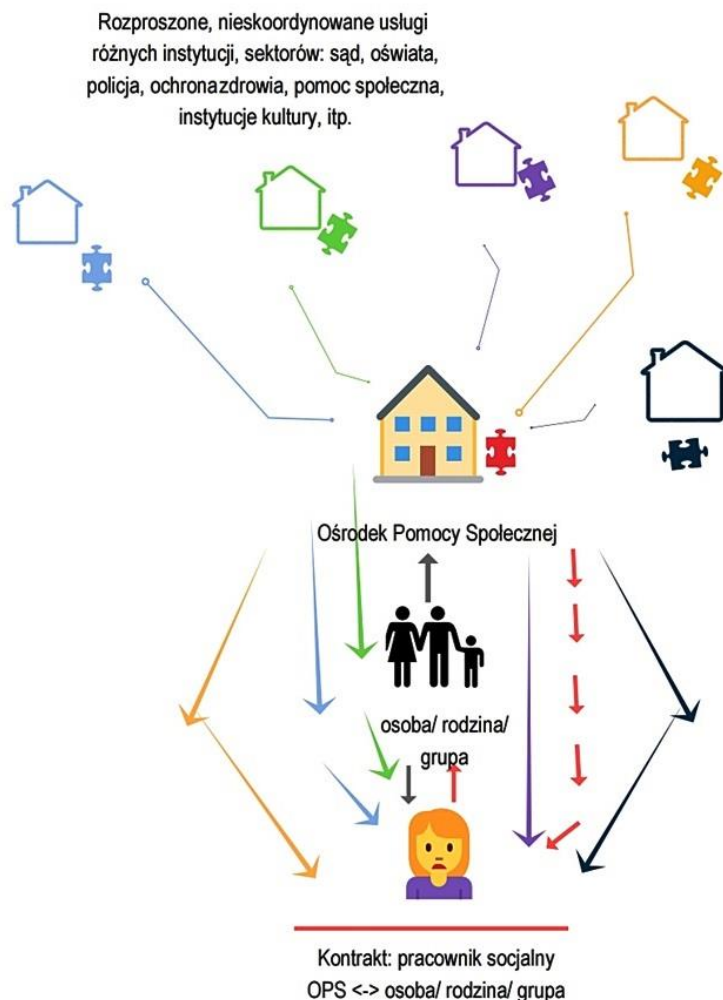 Rozproszone, nieskoordynowane usługi
różnych instytucji, sektorów: sąd, oświata,
policja, ochronazdrowia, pomoc społeczna,
instytucje kultury, itp.
Ośrodek Pomocy Społecznej
osoba/ rodzina/
grupa
Kontrakt: pracownik socjalny
OPS <-> osoba/ rodzina/ grupa